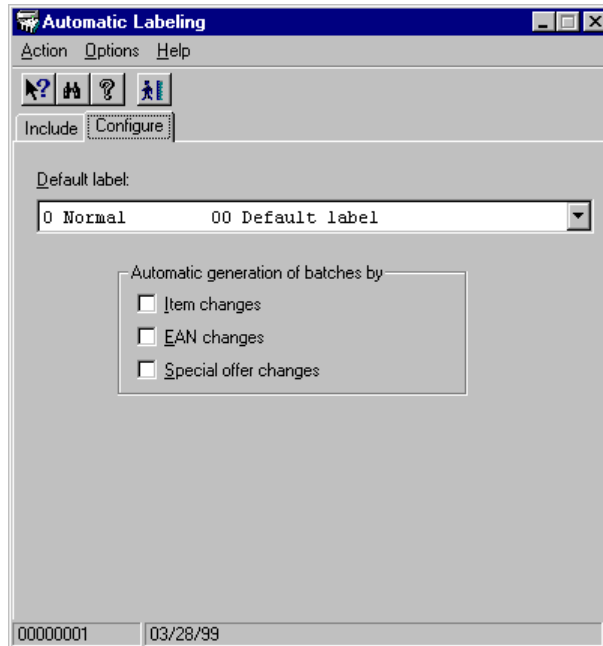 Automatic Labeling
Action Options Help
Include Configure
Default label:
0 Normal 00 Default label
Automatic generation of batches by
Item changes
EAN changes
Special offer changes
00000001 03/28/99